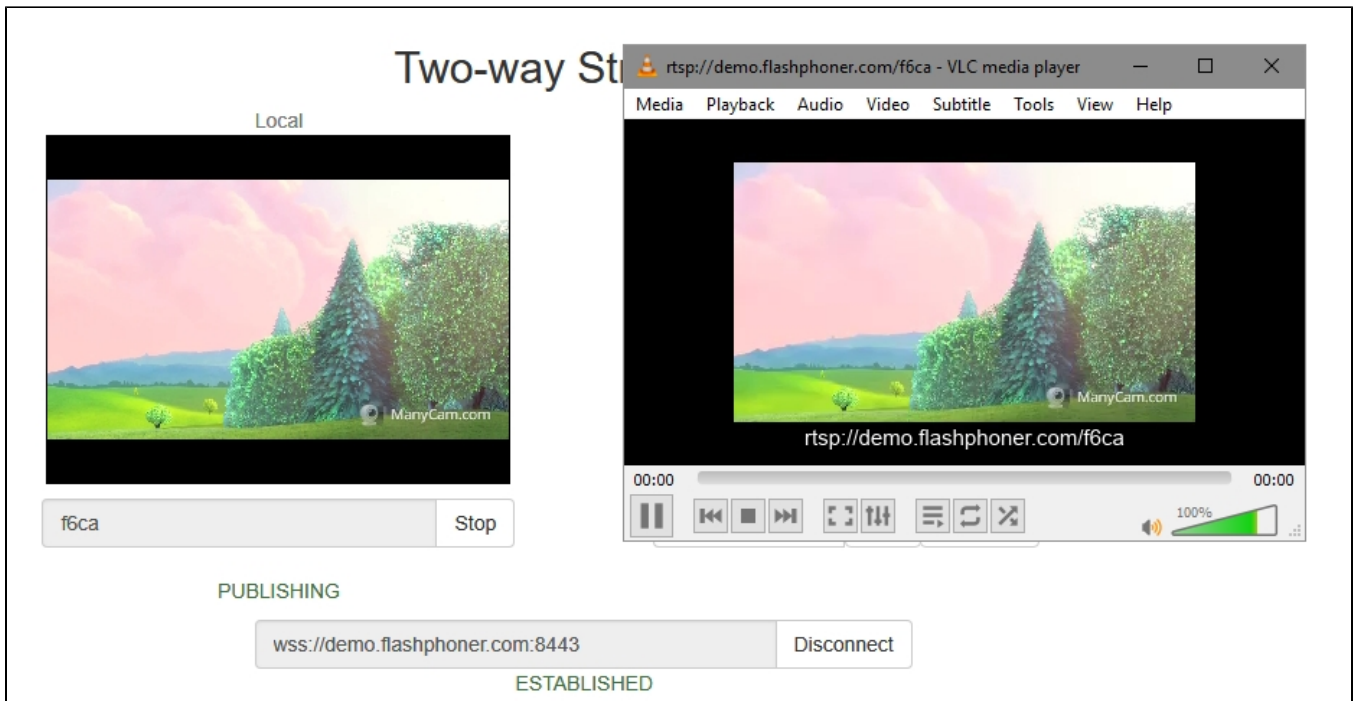 Two-way St
Local
ManyCam.com
f6ca
Stop
PUBLISHING
wss://demo.flashphoner.com:8443
Disconnect
ESTABLISHED
rtsp://demo.flashphoner.com/f6ca - VLC media player
Media Playback Audio Video Subtitle Tools View Help
ManyCam.com
rtsp://demo.flashphoner.com/f6ca
00:00
00:00
100%